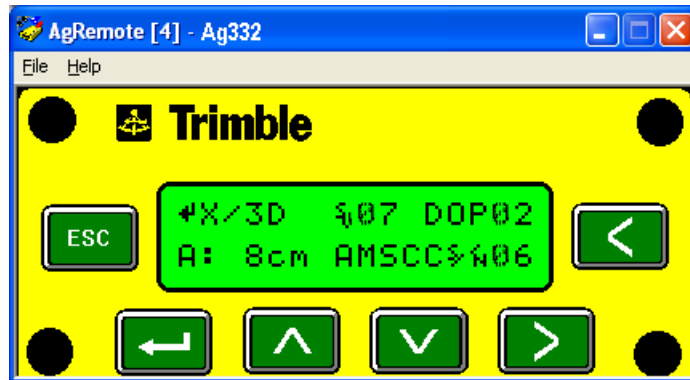 AgRemote [4] - Ag332
File Help
Trimble
ESC
X/3D 07 DOP02
A: 8cm AMSCC 06